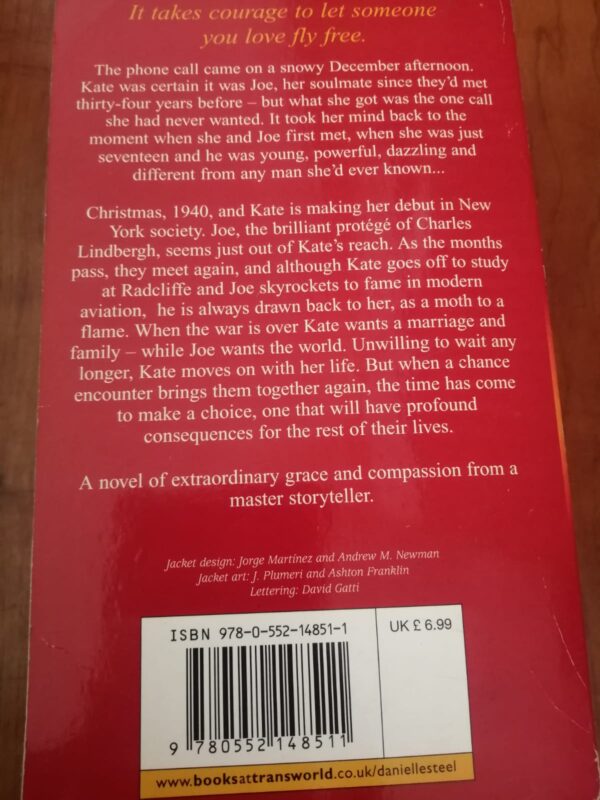 It takes courage to let someone
you love fly free.
The phone call came on a snowy December afternoon.
Kate was certain it was Joe, her soulmate since they'd met
thirty-four years before – but what she got was the one call
she had never wanted. It took her mind back to the
moment when she and Joe first met, when she was just
seventeen and he was young, powerful, dazzling and
different from any man she'd ever known...
Christmas, 1940, and Kate is making her debut in New
York society. Joe, the brilliant protégé of Charles
Lindbergh, seems just out of Kate's reach. As the months
pass, they meet again, and although Kate goes off to study
at Radcliffe and Joe skyrockets to fame in modern
aviation, he is always drawn back to her, as a moth to a
flame. When the war is over Kate wants a marriage and
family – while Joe wants the world. Unwilling to wait any
longer, Kate moves on with her life. But when a chance
encounter brings them together again, the time has come
to make a choice, one that will have profound
consequences for the rest of their lives.
A novel of extraordinary grace and compassion from a
master storyteller.
Jacket design: Jorge Martínez and Andrew M. Newman
Jacket art: J. Plumeri and Ashton Franklin
Lettering: David Gatti
ISBN 978-0-552-14851-1
UK £ 6.99
9 780552 148511
www.booksattransworld.co.uk/daniellesteel